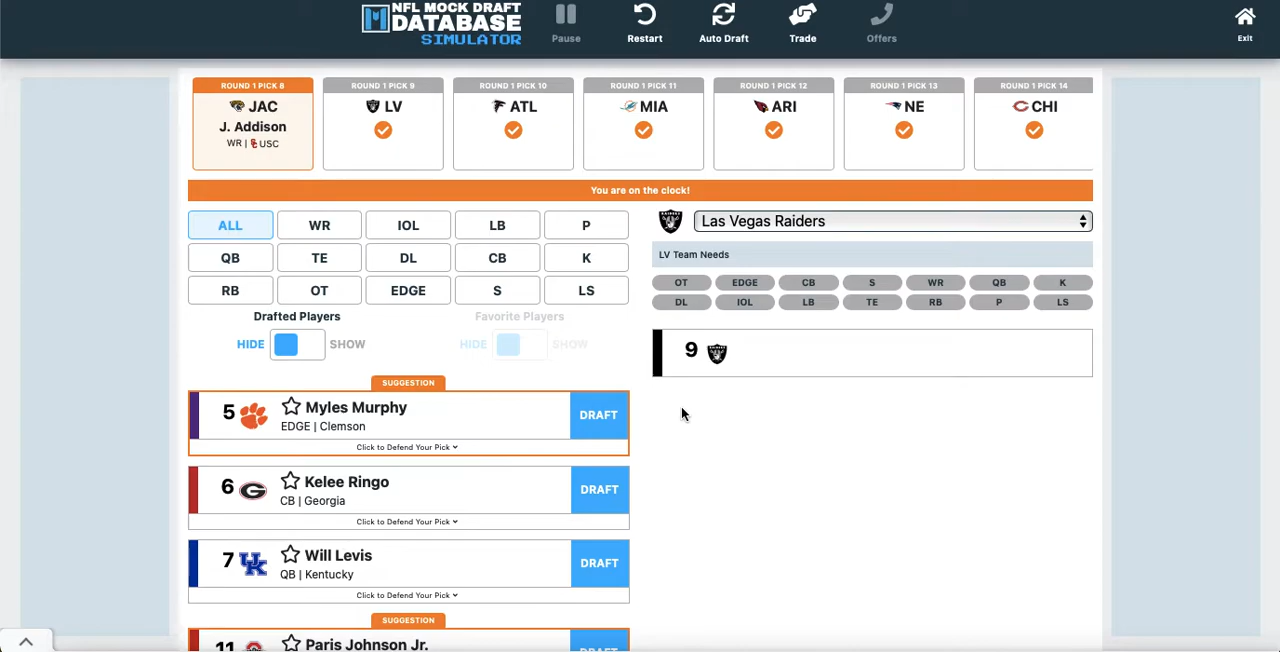 NFL MOCK DRAFT
DATABASE
SIMULATOR
Pause
Restart
Auto Draft
Trade
Offers
Exit
ROUND 1 PICK 8
JAC
J. Addison
WR | USC
ROUND 1 PICK 9
LV
ROUND 1 PICK 10
ATL
ROUND 1 PICK 11
MIA
ROUND 1 PICK 12
ARI
ROUND 1 PICK 13
NE
ROUND 1 PICK 14
CHI
You are on the clock!
ALL WR IOL LB P
QB TE DL CB K
RB OT EDGE S LS
Drafted Players
HIDE SHOW
Favorite Players
HIDE SHOW
Las Vegas Raiders
LV Team Needs
OT EDGE CB S WR QB K
DL IOL LB TE RB P LS
9
SUGGESTION
5 Myles Murphy
EDGE | Clemson
DRAFT
Click to Defend Your Pick
6 Kelee Ringo
CB | Georgia
DRAFT
Click to Defend Your Pick
7 Will Levis
QB | Kentucky
DRAFT
Click to Defend Your Pick
SUGGESTION
11 Paris Johnson Jr.
DRAFT